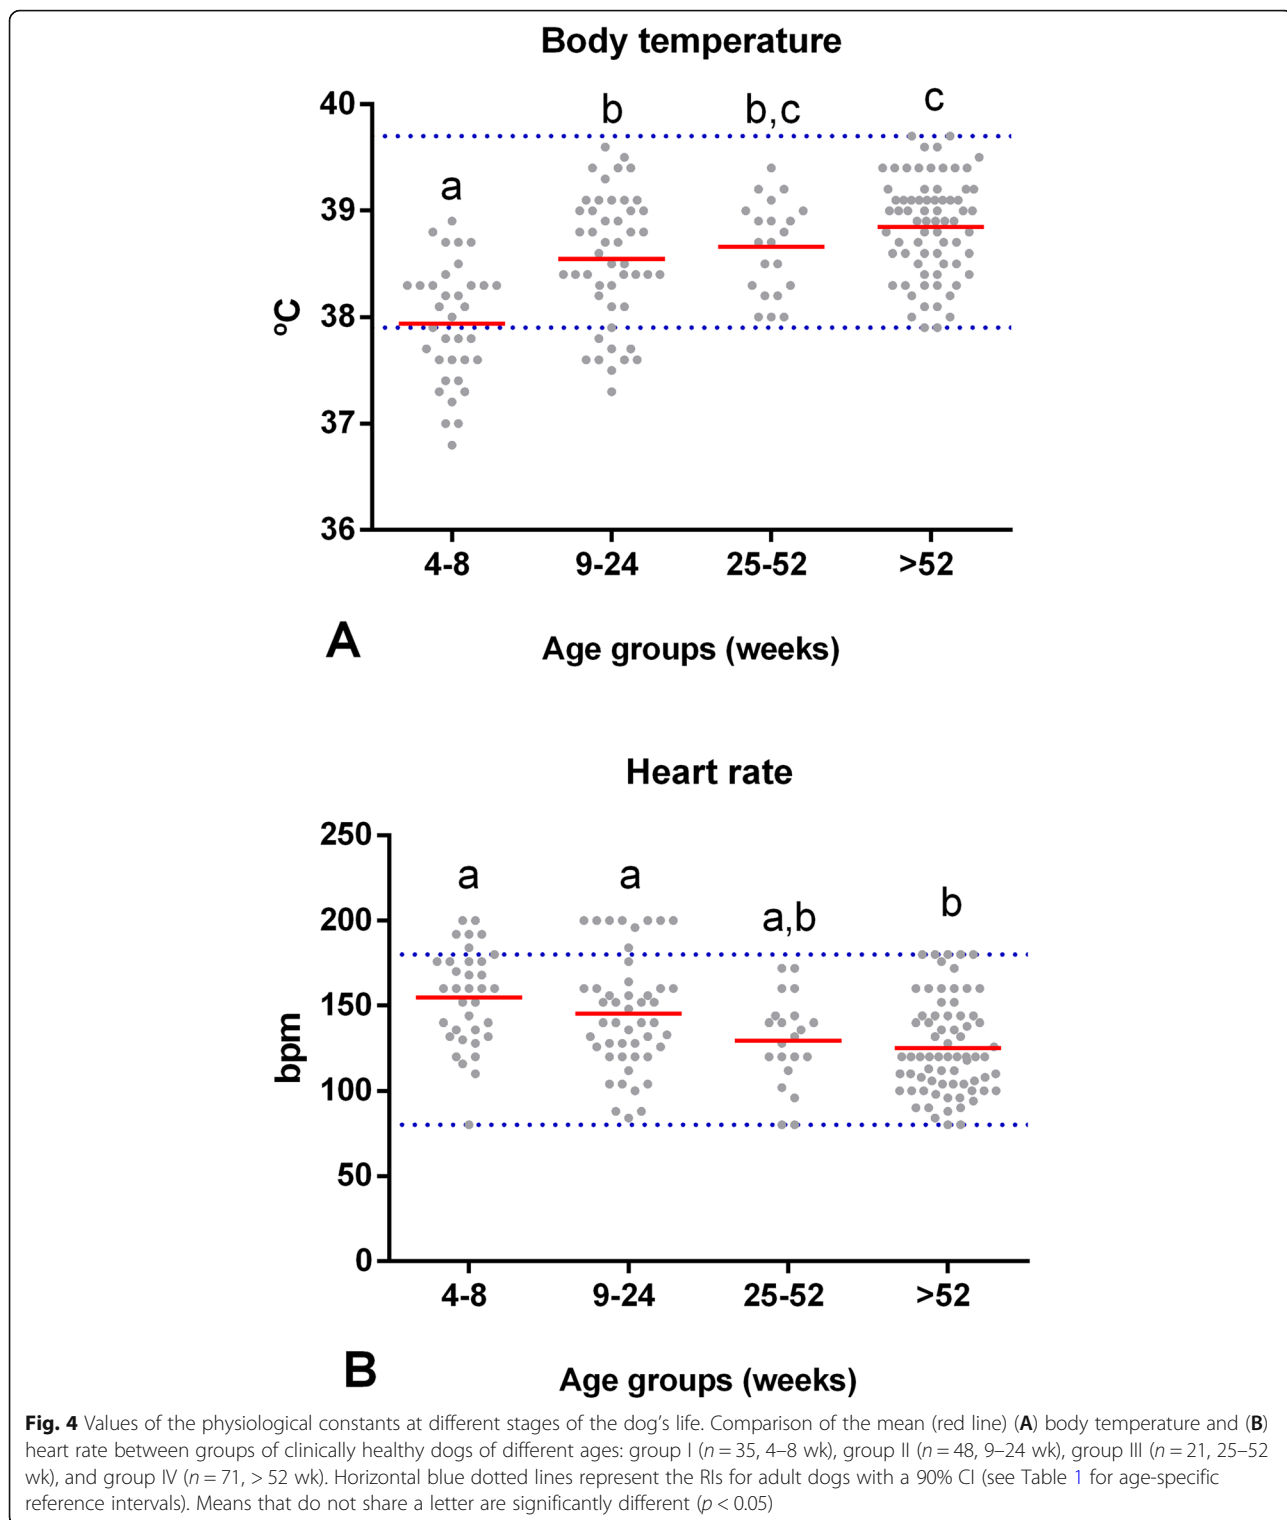 Body temperature
40
39
38
37
36
ºC
a
b
b,c
c
4-8
9-24
25-52
>52
A
Age groups (weeks)
Heart rate
250
200
150
100
50
0
bpm
a
a
a,b
b
4-8
9-24
25-52
>52
B
Age groups (weeks)
Fig. 4 Values of the physiological constants at different stages of the dog's life. Comparison of the mean (red line) (A) body temperature and (B)
heart rate between groups of clinically healthy dogs of different ages: group I (n = 35, 4–8 wk), group II (n = 48, 9–24 wk), group III (n = 21, 25–52
wk), and group IV (n = 71, > 52 wk). Horizontal blue dotted lines represent the RIs for adult dogs with a 90% CI (see Table 1 for age-specific
reference intervals). Means that do not share a letter are significantly different (p < 0.05)